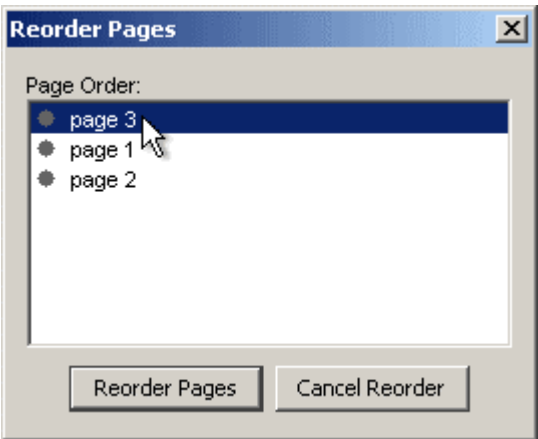 Reorder Pages
Page Order:
page 3
page 1
page 2
Reorder Pages
Cancel Reorder